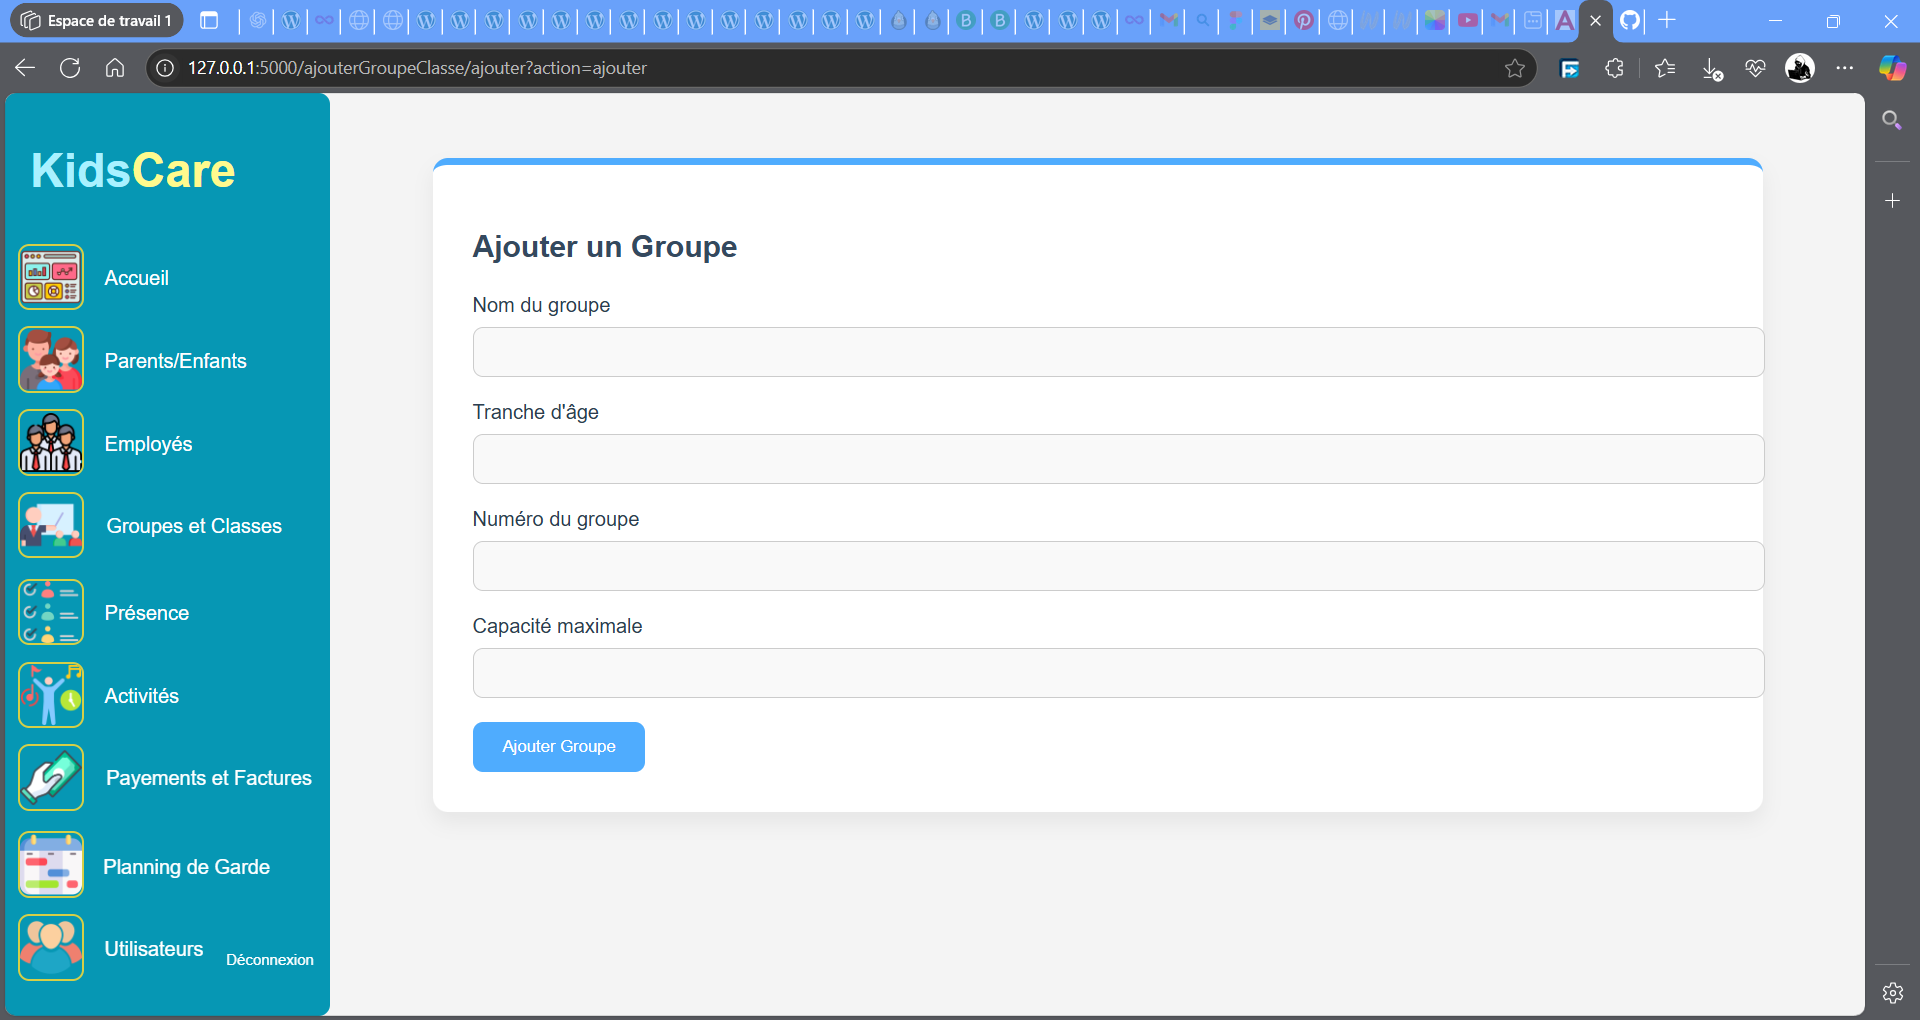 Espace de travail 1
127.0.0.1:5000/ajouterGroupeClasse/ajouter?action=ajouter
KidsCare
Accueil
Parents/Enfants
Employés
Groupes et Classes
Présence
Activités
Payements et Factures
Planning de Garde
Utilisateurs
Déconnexion
Ajouter un Groupe
Nom du groupe
Tranche d'âge
Numéro du groupe
Capacité maximale
Ajouter Groupe